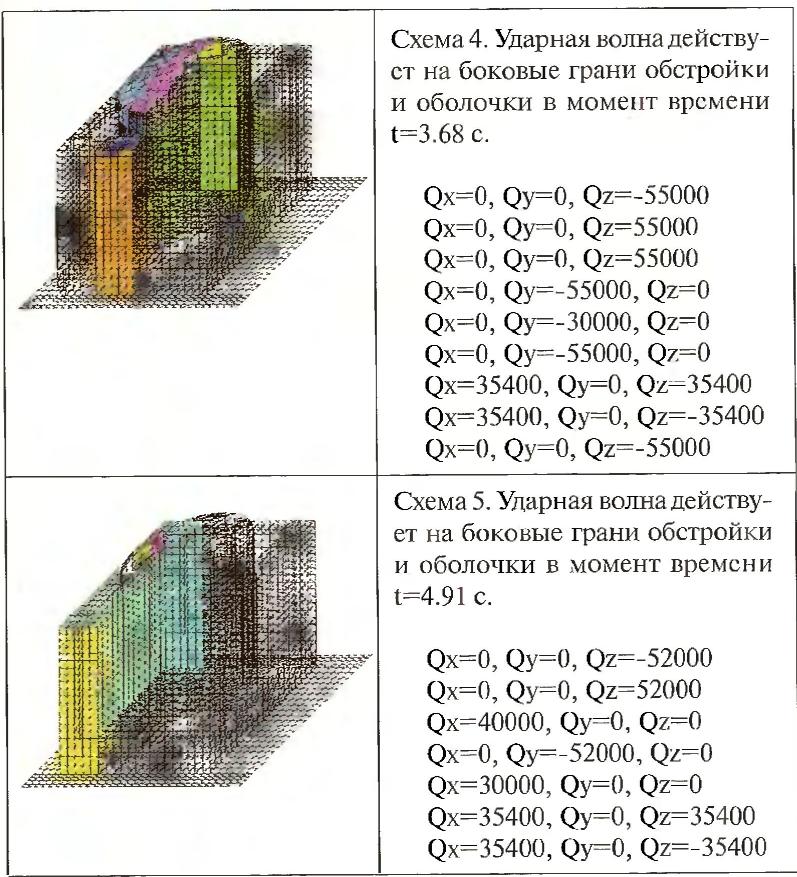 Схема 4. Ударная волна действу-
ет на боковые грани обстройки
и оболочки в момент времени
t=3.68 с.
Qx=0, Qy=0, Qz=-55000
Qx=0, Qy=0, Qz=55000
Qx=0, Qy=0, Qz=55000
Qx=0, Qy=-55000, Qz=0
Qx=0, Qy=-30000, Qz=0
Qx=0, Qy=-55000, Qz=0
Qx=35400, Qy=0, Qz=35400
Qx=35400, Qy=0, Qz=-35400
Qx=0, Qy=0, Qz=-55000
Схема 5. Ударная волна действу-
ет на боковые грани обстройки
и оболочки в момент времени
t=4.91 с.
Qx=0, Qy=0, Qz=-52000
Qx=0, Qy=0, Qz=52000
Qx=40000, Qy=0, Qz=0
Qx=0, Qy=-52000, Qz=0
Qx=30000, Qy=0, Qz=0
Qx=35400, Qy=0, Qz=35400
Qx=35400, Qy=0, Qz=-35400